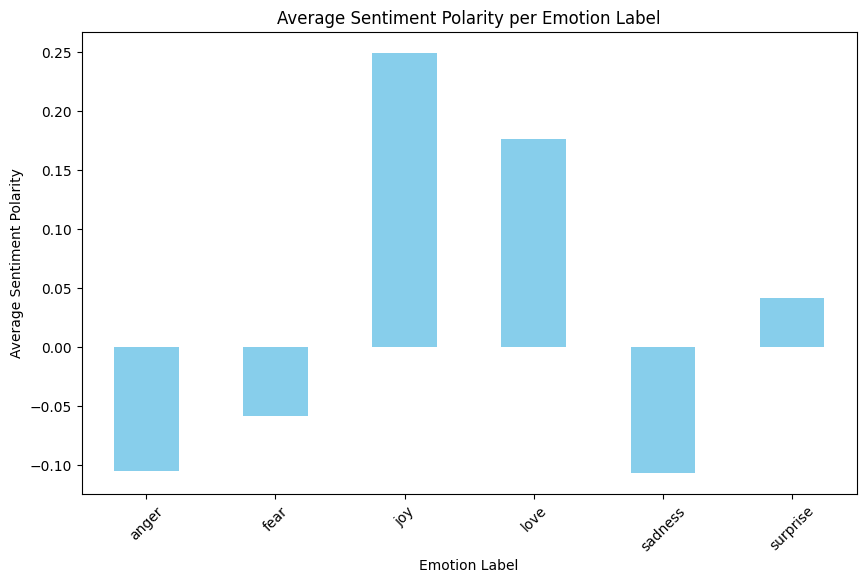 Average Sentiment Polarity per Emotion Label
Average Sentiment Polarity
0.25
0.20
0.15
0.10
0.05
0.00
−0.05
−0.10
anger
fear
joy
love
sadness
surprise
Emotion Label